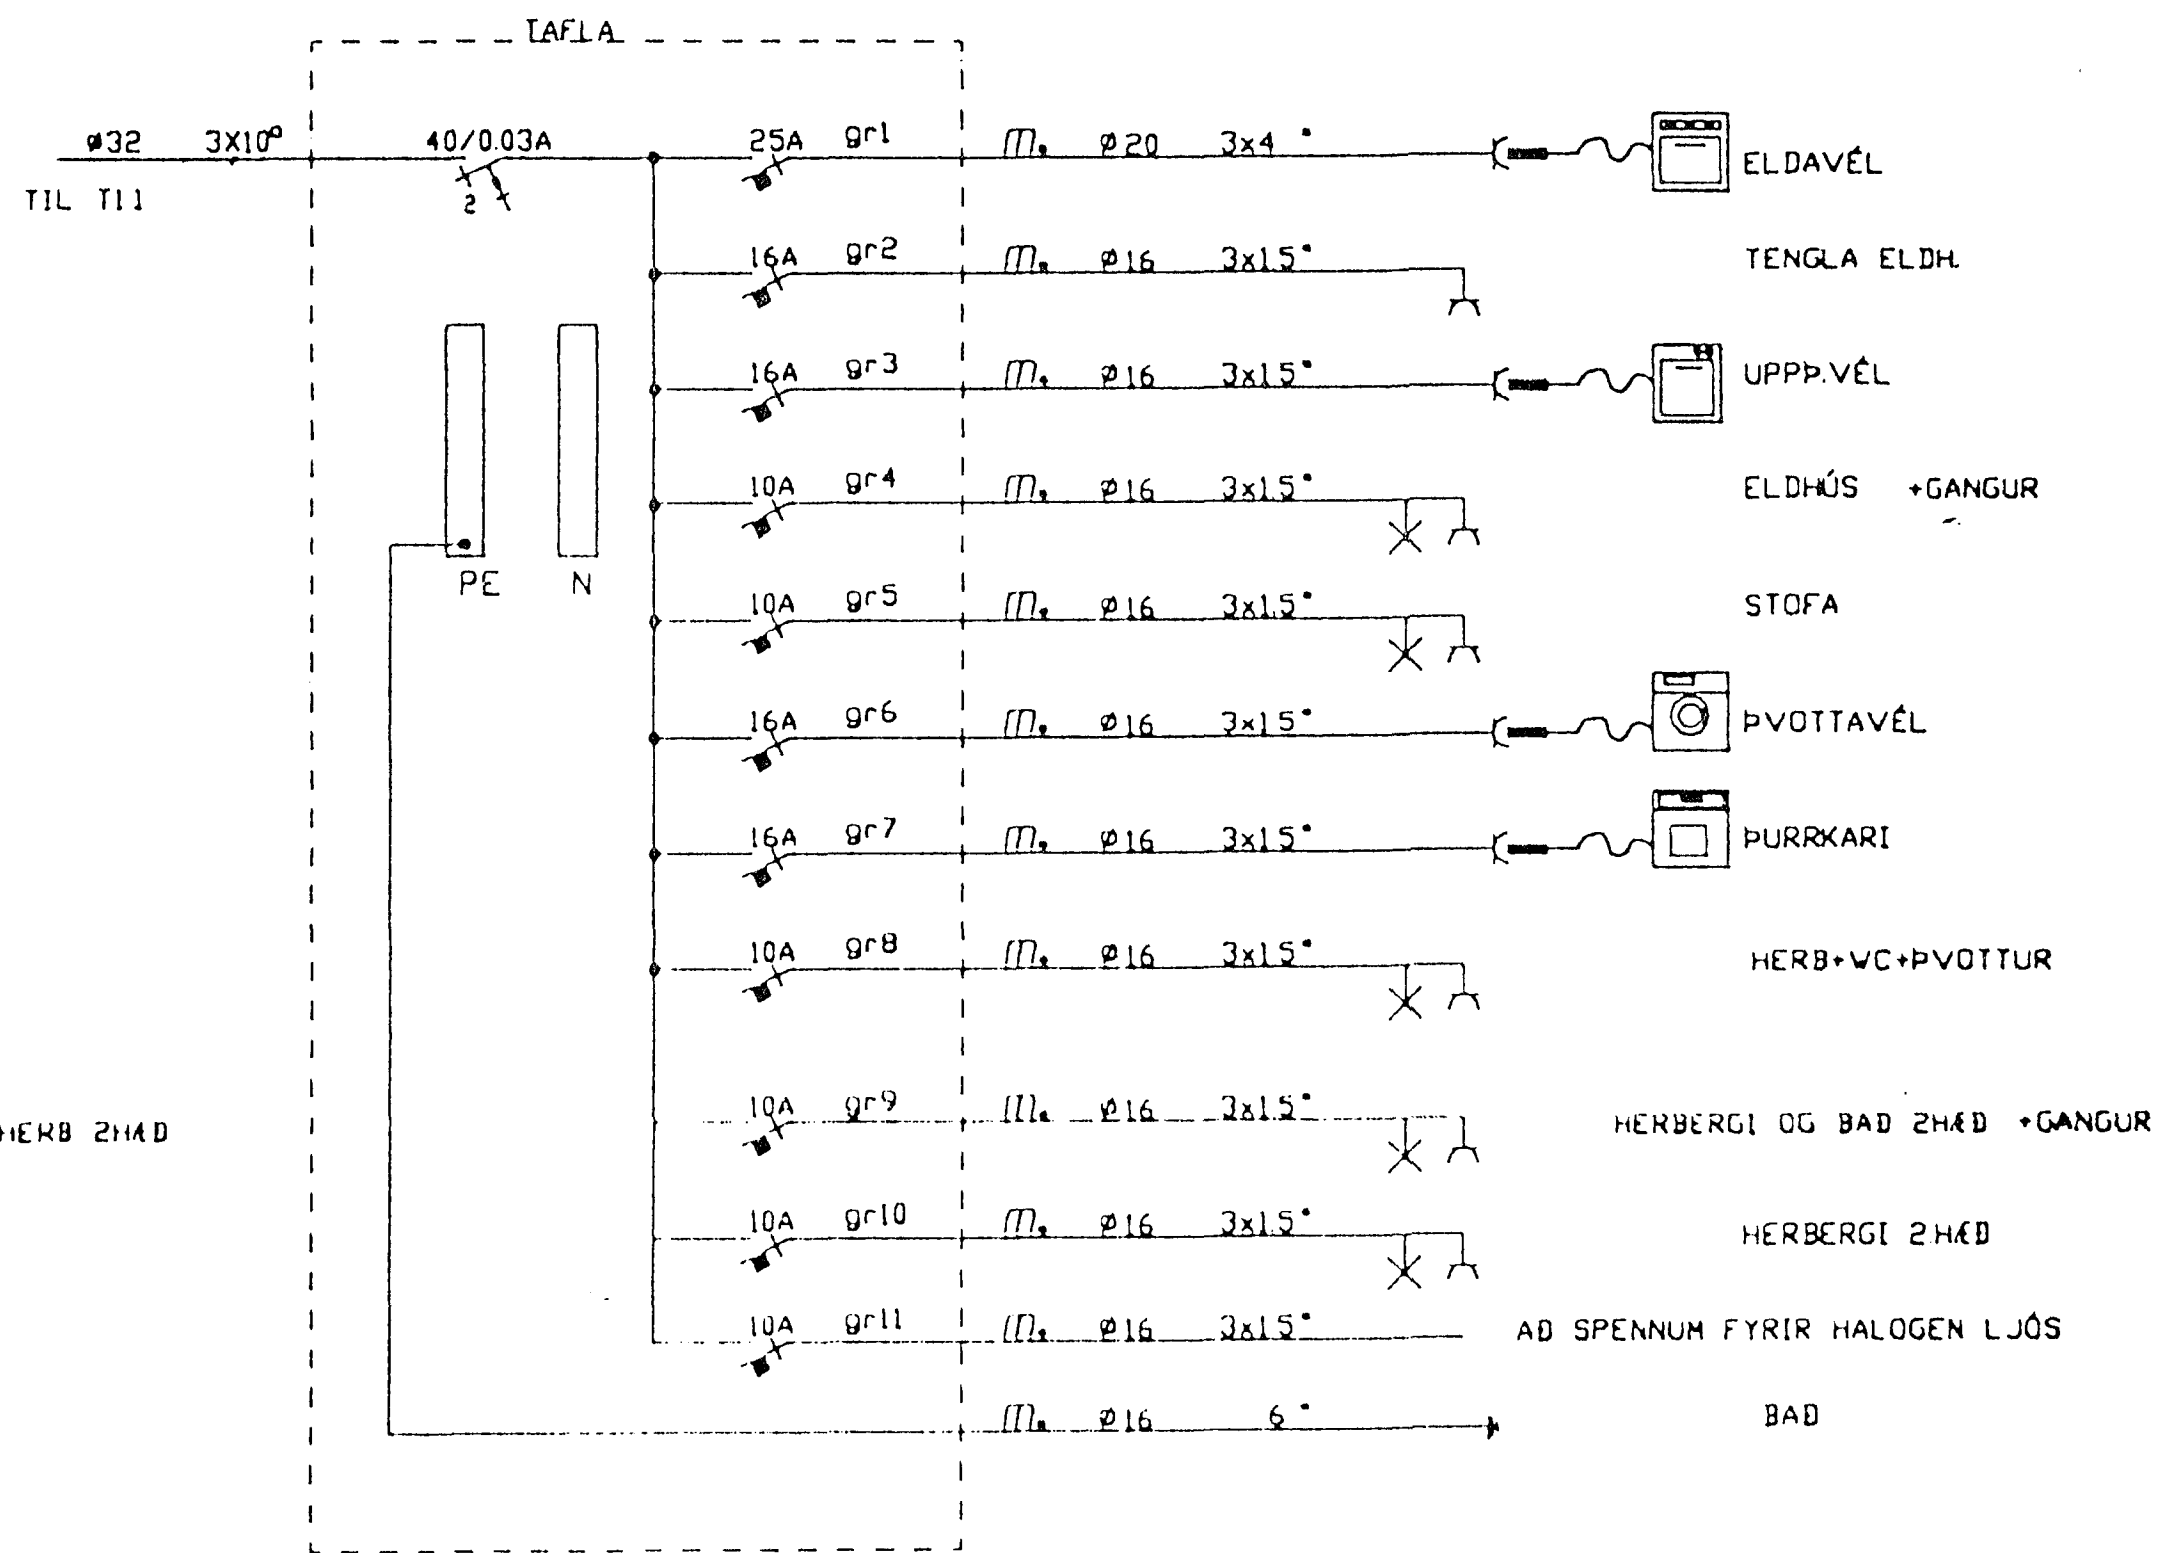 TAFLA
ø32 3X10▫ 40/0.03A 25A gr1 m. ø20 3x4 ▫ ELDAVÉL
TIL T11 2
16A gr2 m. ø16 3x1.5▫ TENGLA ELDH.
16A gr3 m. ø16 3x1.5▫ UPPÞ.VÉL
10A gr4 m. ø16 3x1.5▫ ELDHÚS +GANGUR
PE N
10A gr5 m. ø16 3x1.5▫ STOFA
16A gr6 m. ø16 3x1.5▫ ÞVOTTAVÉL
16A gr7 m. ø16 3x1.5▫ ÞURRKARI
10A gr8 m. ø16 3x1.5▫ HERB+WC+ÞVOTTUR
HERB 2HÆD 10A gr9 m. ø16 3x1.5▫ HERBERGI OG BAD 2HÆD +GANGUR
10A gr10 m. ø16 3x1.5▫ HERBERGI 2.HÆD
10A gr11 m. ø16 3x1.5▫ AD SPENNUM FYRIR HALOGEN LJÓS
m. ø16 6 ▫ BAD